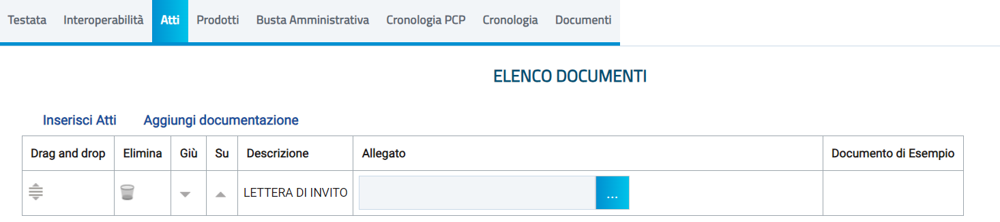 Testata Interoperabilità Atti Prodotti Busta Amministrativa Cronologia PCP Cronologia Documenti
ELENCO DOCUMENTI
Inserisci Atti Aggiungi documentazione
Drag and drop Elimina Giù Su Descrizione Allegato Documento di Esempio
LETTERA DI INVITO ...